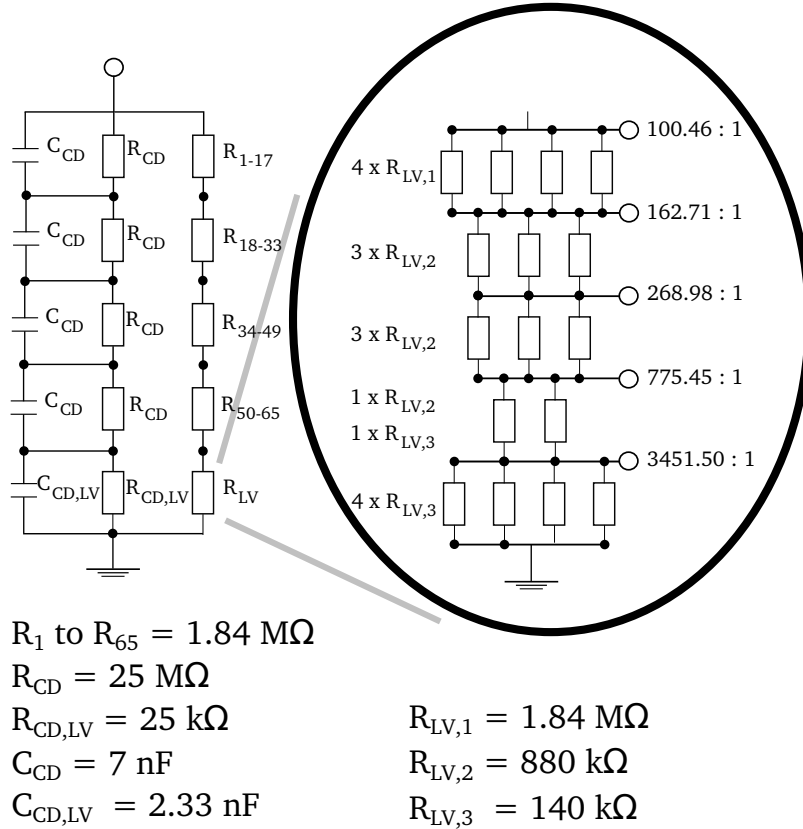 C_CD R_CD R_1-17
C_CD R_CD R_18-33
C_CD R_CD R_34-49
C_CD R_CD R_50-65
C_CD,LV R_CD,LV R_LV
100.46 : 1
4 x R_LV,1
162.71 : 1
3 x R_LV,2
268.98 : 1
3 x R_LV,2
775.45 : 1
1 x R_LV,2
1 x R_LV,3
3451.50 : 1
4 x R_LV,3
R_1 to R_65 = 1.84 MΩ
R_CD = 25 MΩ
R_CD,LV = 25 kΩ
C_CD = 7 nF
C_CD,LV = 2.33 nF
R_LV,1 = 1.84 MΩ
R_LV,2 = 880 kΩ
R_LV,3 = 140 kΩ